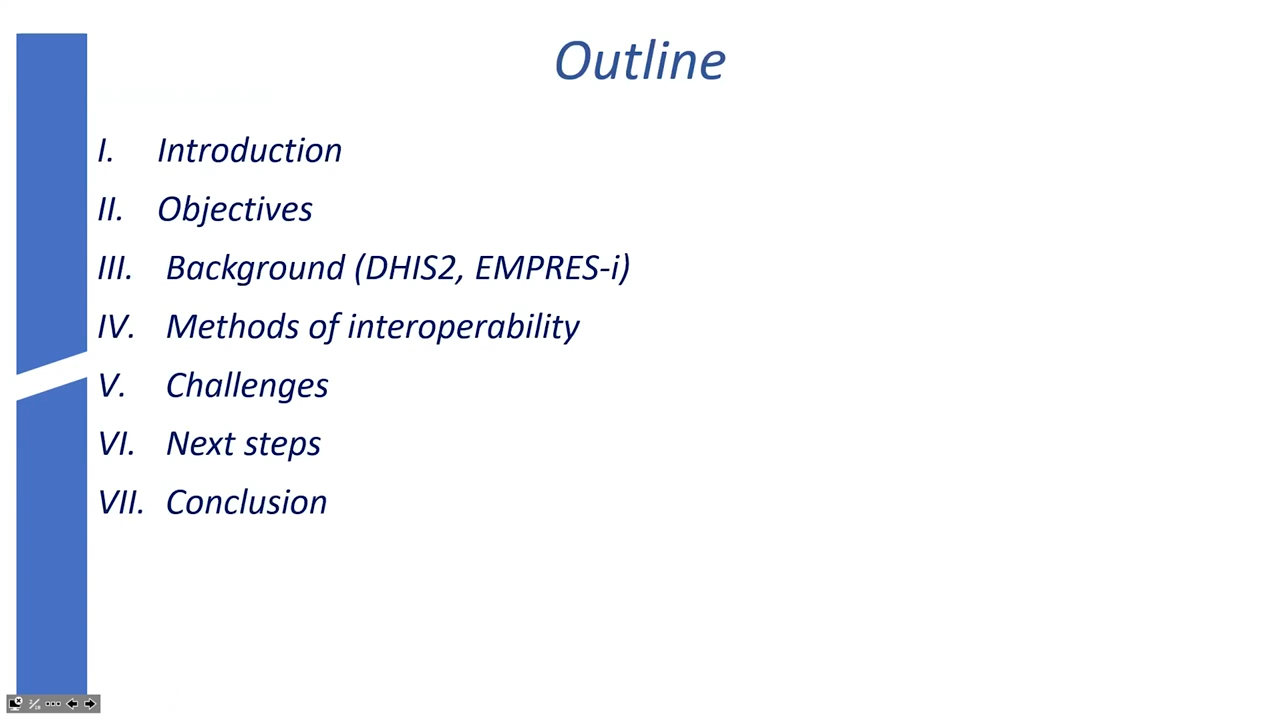 Outline
I. Introduction
II. Objectives
III. Background (DHIS2, EMPRES-i)
IV. Methods of interoperability
V. Challenges
VI. Next steps
VII. Conclusion